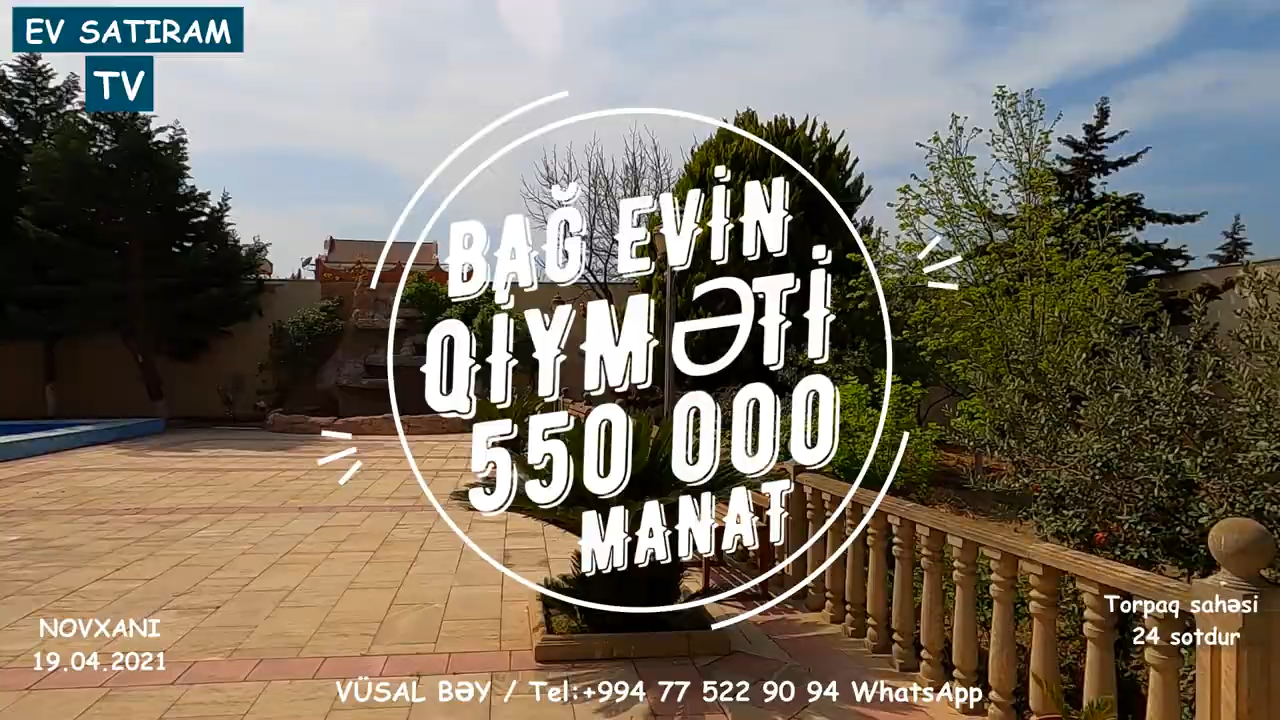 EV SATIRAM
TV
BAĞ EVİN
QİYMƏTİ
550 000
MANAT
NOVXANI
19.04.2021
Torpaq sahəsi
24 sotdur
VÜSAL BƏY / Tel:+994 77 522 90 94 WhatsApp